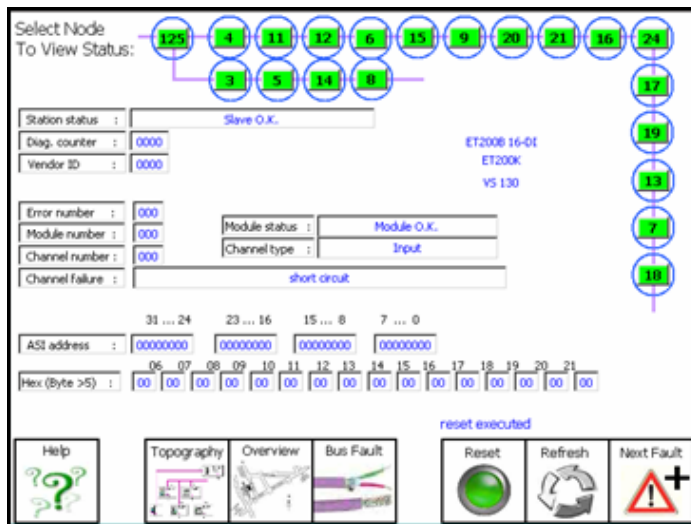 Select Node
To View Status:
125 4 11 12 6 15 9 20 21 16 24
3 5 14 8
17
19
13
7
18
Station status : Slave O.K.
Diag. counter : 0000
Vendor ID : 0000
ET200B 16-DI
ET200K
VS 130
Error number : 000
Module number : 000
Channel number : 000
Module status : Module O.K.
Channel type : Input
Channel failure : short circuit
31 ... 24 23 ... 16 15 ... 8 7 ... 0
ASI address : 00000000 00000000 00000000 00000000
06 07 08 09 10 11 12 13 14 15 16 17 18 19 20 21
Hex (Byte >5) : 00 00 00 00 00 00 00 00 00 00 00 00 00 00 00 00
reset executed
Help
Topography
Overview
Bus Fault
Reset
Refresh
Next Fault